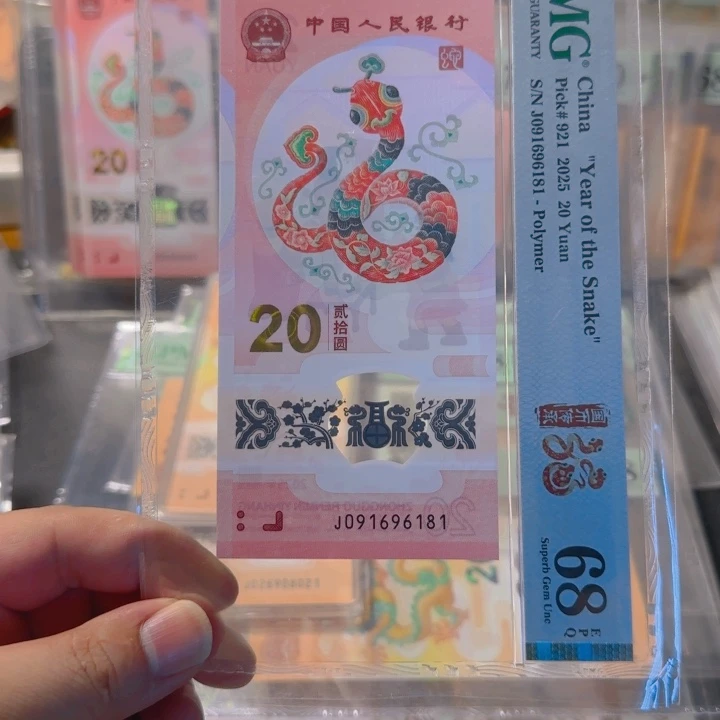 中国人民银行
20
贰拾圆
J091696181
MG®
GUARANTY
China "Year of the Snake"
Pick# 921 2025 20 Yuan
S/N J091696181 - Polymer
68
E
P
Q
Superb Gem Unc
20